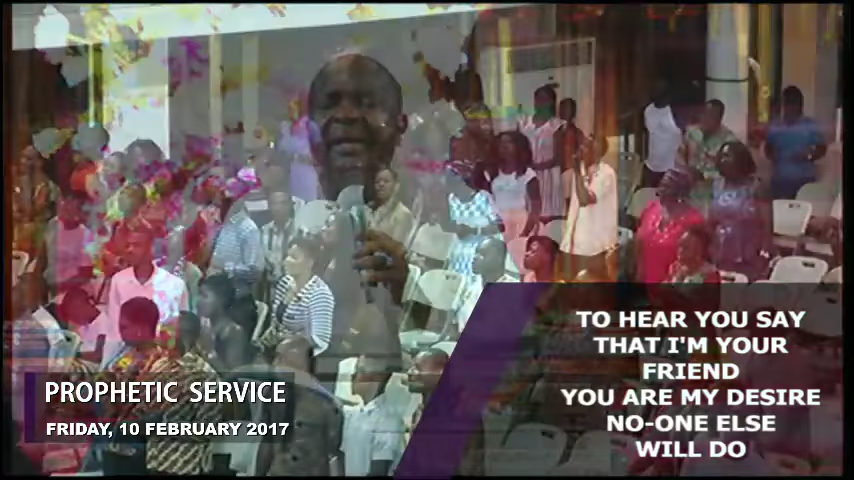 PROPHETIC SERVICE
FRIDAY, 10 FEBRUARY 2017
TO HEAR YOU SAY
THAT I'M YOUR
FRIEND
YOU ARE MY DESIRE
NO-ONE ELSE
WILL DO